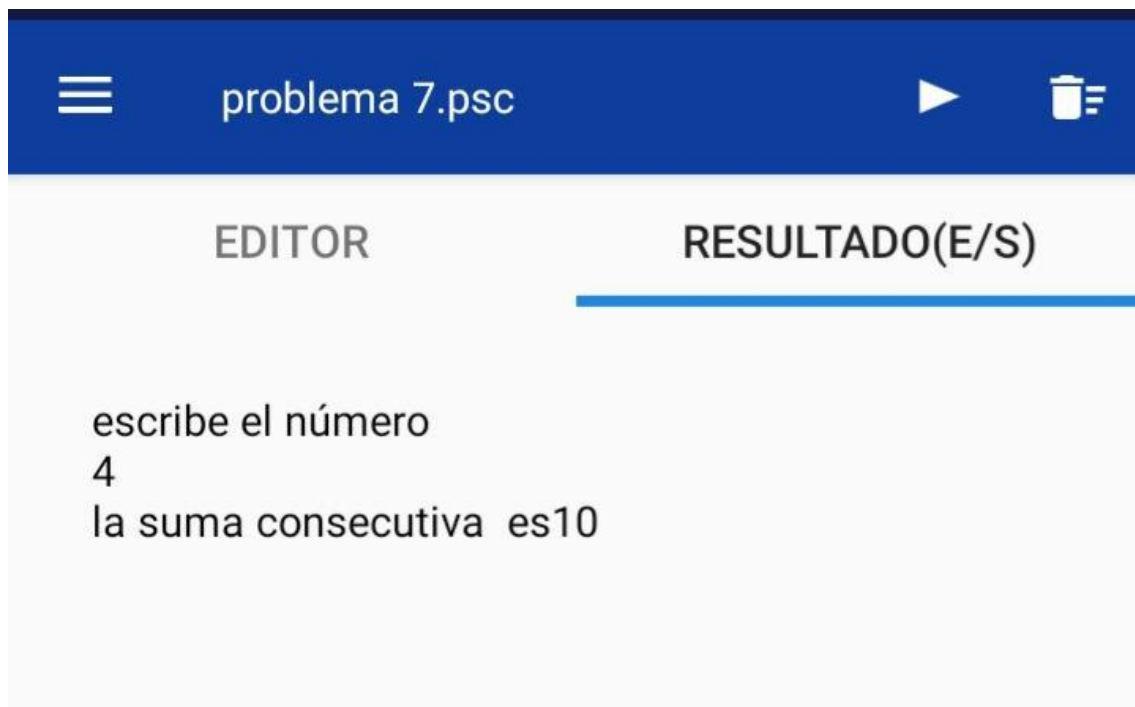 problema 7.psc
EDITOR
RESULTADO(E/S)
escribe el número
4
la suma consecutiva  es10